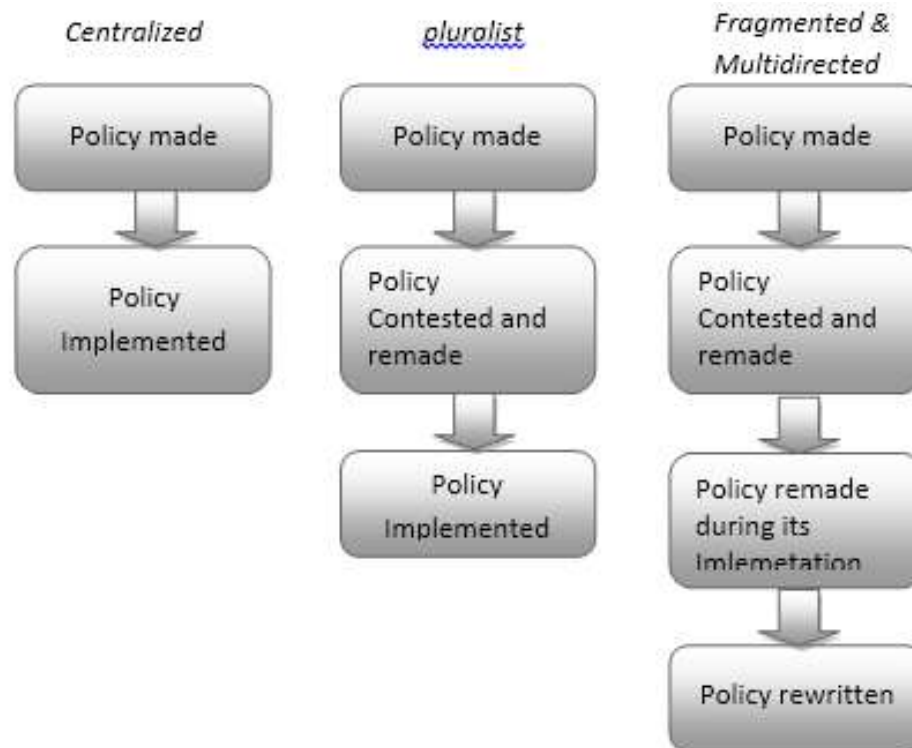 Centralized
Policy made
Policy
Implemented
pluralist
Policy made
Policy
Contested and
remade
Policy
Implemented
Fragmented &
Multidirected
Policy made
Policy
Contested and
remade
Policy remade
during its
Imlemetation
Policy rewritten